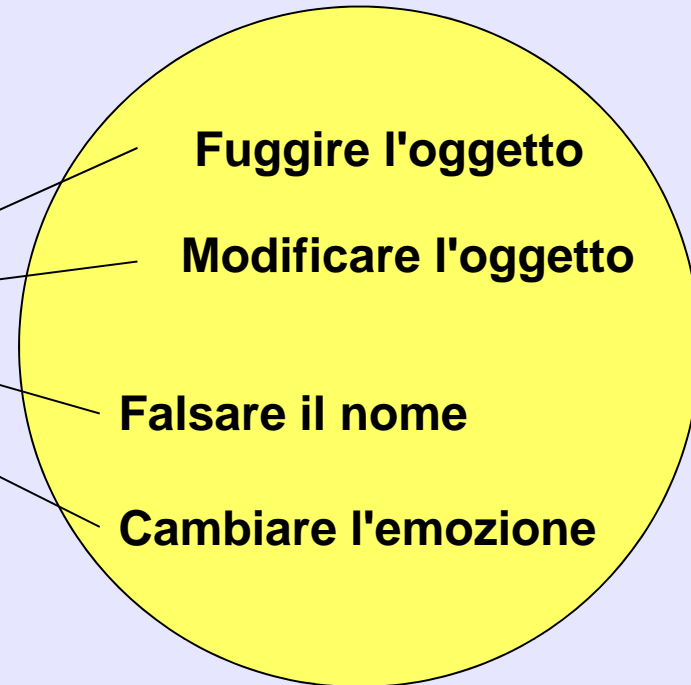 Fuggire l'oggetto
Modificare l'oggetto
Falsare il nome
Cambiare l'emozione